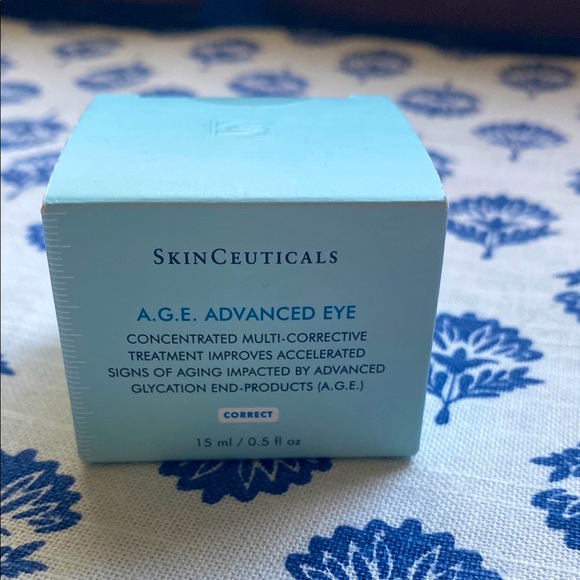 SKINCEUTICALS
A.G.E. ADVANCED EYE
CONCENTRATED MULTI-CORRECTIVE
TREATMENT IMPROVES ACCELERATED
SIGNS OF AGING IMPACTED BY ADVANCED
GLYCATION END-PRODUCTS (A.G.E.)
CORRECT
15 ml / 0.5 fl oz